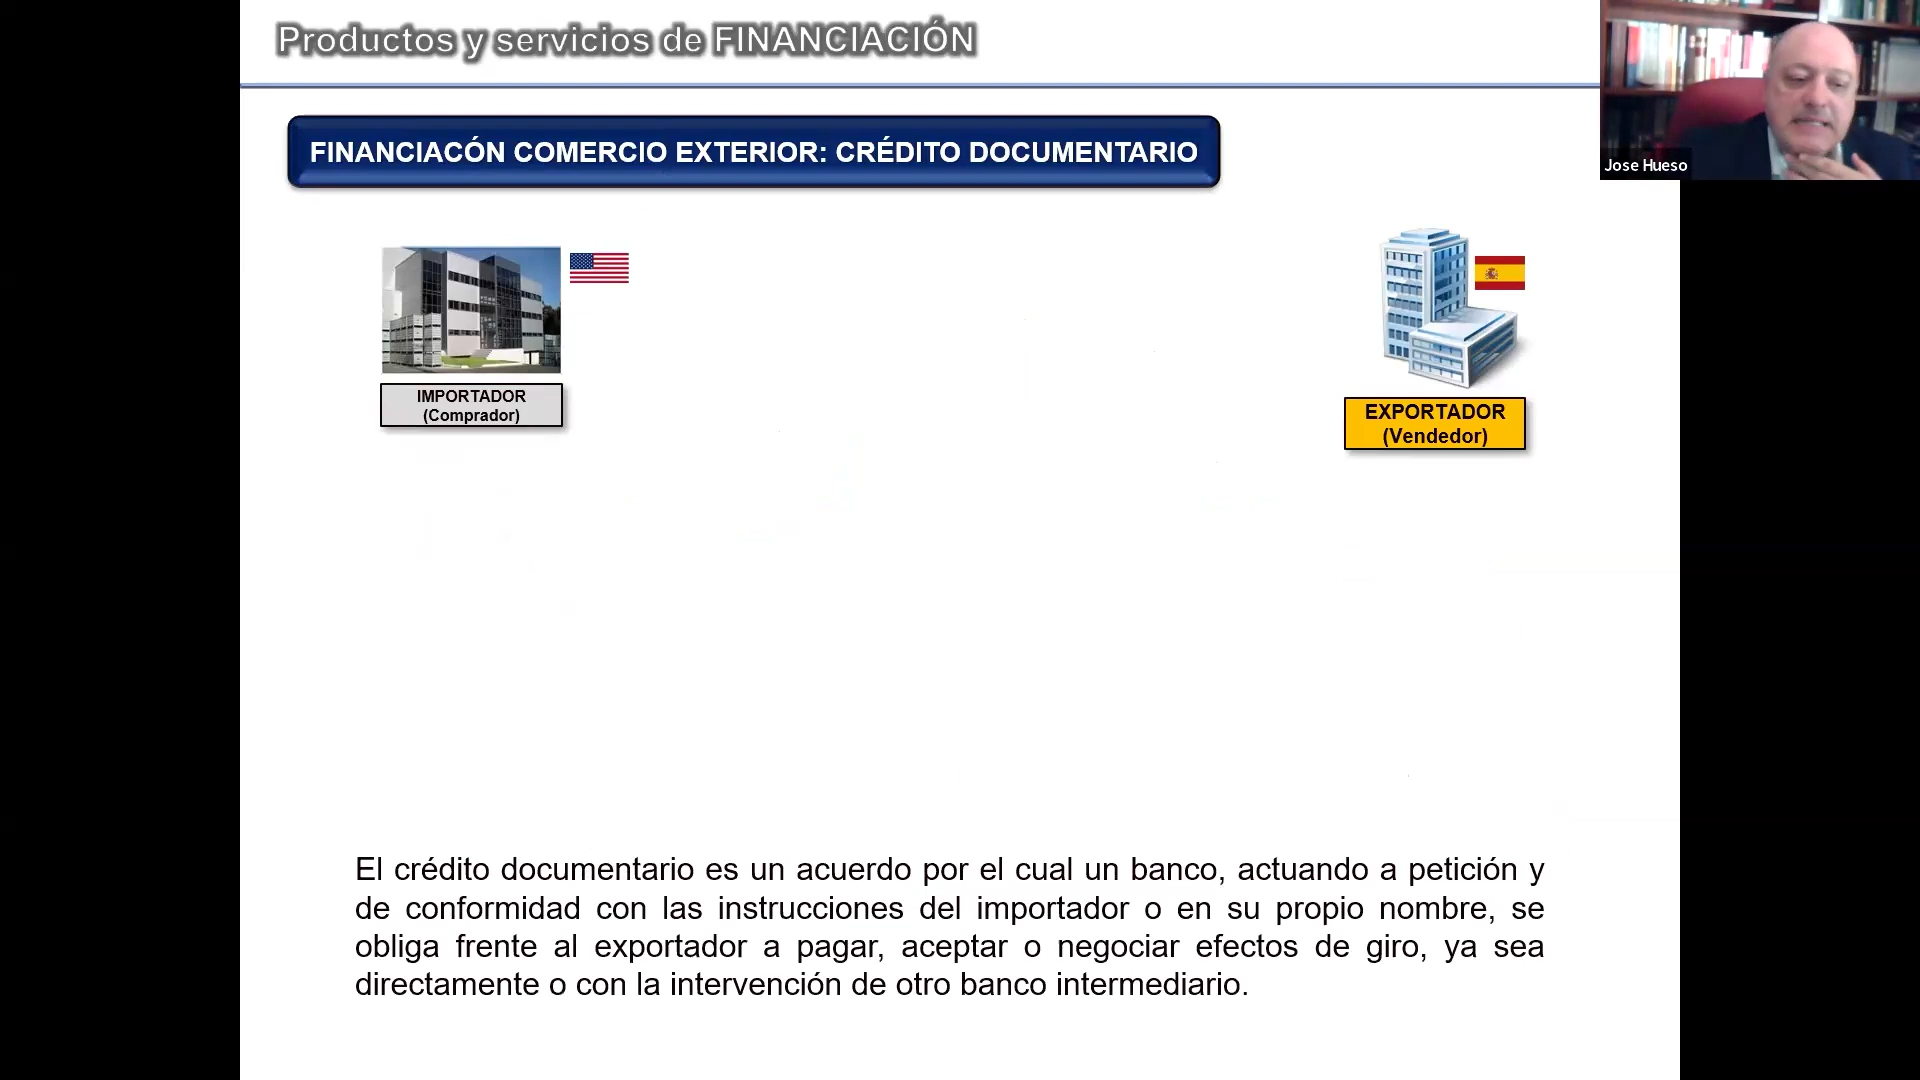 Productos y servicios de FINANCIACIÓN
Jose Hueso
FINANCIACÓN COMERCIO EXTERIOR: CRÉDITO DOCUMENTARIO
IMPORTADOR
(Comprador)
EXPORTADOR
(Vendedor)
El crédito documentario es un acuerdo por el cual un banco, actuando a petición y
de conformidad con las instrucciones del importador o en su propio nombre, se
obliga frente al exportador a pagar, aceptar o negociar efectos de giro, ya sea
directamente o con la intervención de otro banco intermediario.